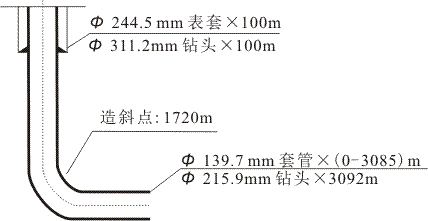 Φ 244.5 mm 表套×100m
Φ 311.2mm 钻头×100m
造斜点: 1720m
Φ 139.7 mm 套管×(0-3085) m
Φ 215.9mm 钻头×3092m